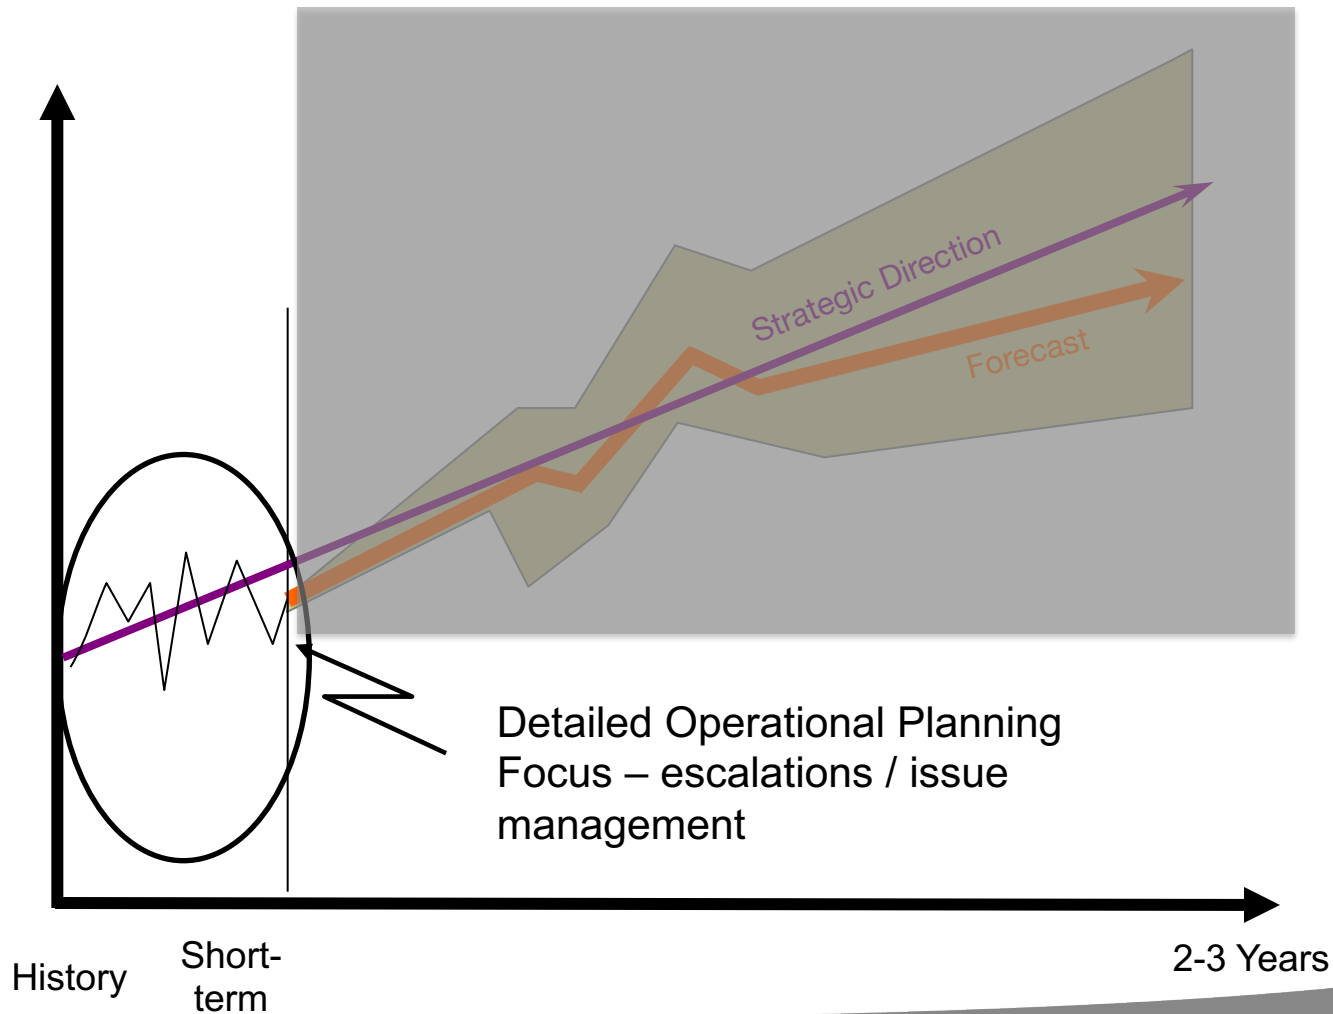 Strategic Direction
Forecast
Detailed Operational Planning
Focus – escalations / issue
management
History
Short-
term
2-3 Years